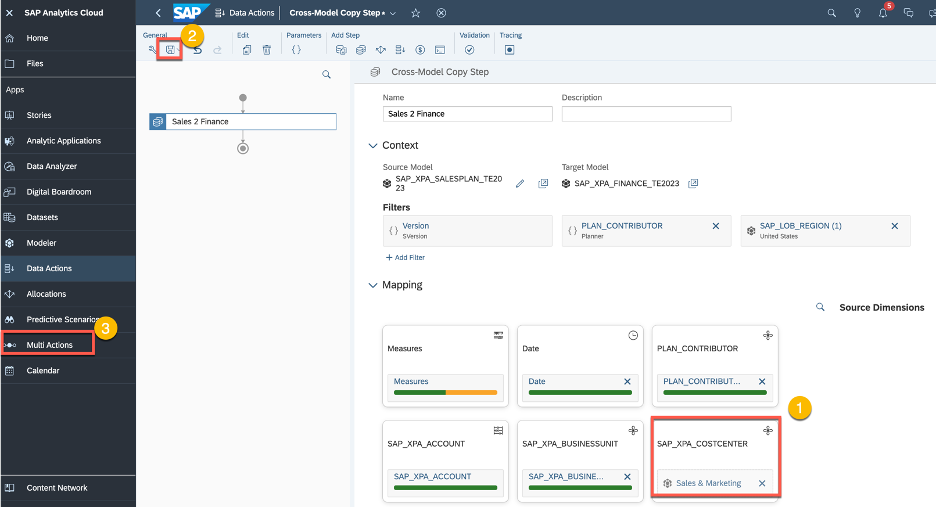 SAP Analytics Cloud
SAP
Data Actions
Cross-Model Copy Step*
5
General
Edit
Parameters
Add Step
Validation
Tracing
2
Home
Files
Apps
Stories
Analytic Applications
Data Analyzer
Digital Boardroom
Datasets
Modeler
Data Actions
Allocations
Predictive Scenarios
3
Multi Actions
Calendar
Content Network
Sales 2 Finance
Cross-Model Copy Step
Name
Description
Sales 2 Finance
Context
Source Model
Target Model
SAP_XPA_SALESPLAN_TE20
23
SAP_XPA_FINANCE_TE2023
Filters
Version
SVersion
PLAN_CONTRIBUTOR
Planner
SAP_LOB_REGION (1)
United States
+ Add Filter
Mapping
Source Dimensions
Measures
Measures
Date
Date
PLAN_CONTRIBUTOR
PLAN_CONTRIBUT...
1
SAP_XPA_ACCOUNT
SAP_XPA_ACCOUNT
SAP_XPA_BUSINESSUNIT
SAP_XPA_BUSINE...
SAP_XPA_COSTCENTER
Sales & Marketing